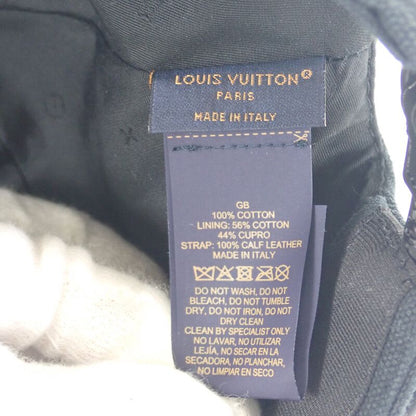 LOUIS VUITTON®
PARIS
MADE IN ITALY
GB
100% COTTON
LINING: 56% COTTON
44% CUPRO
STRAP: 100% CALF LEATHER
MADE IN ITALY
DO NOT WASH, DO NOT
BLEACH, DO NOT TUMBLE
DRY, DO NOT IRON, DO NOT
DRY CLEAN
CLEAN BY SPECIALIST ONLY
NO LAVAR, NO UTILIZAR
LEJÍA, NO SECAR EN LA
SECADORA, NO PLANCHAR,
NO LIMPIAR EN SECO